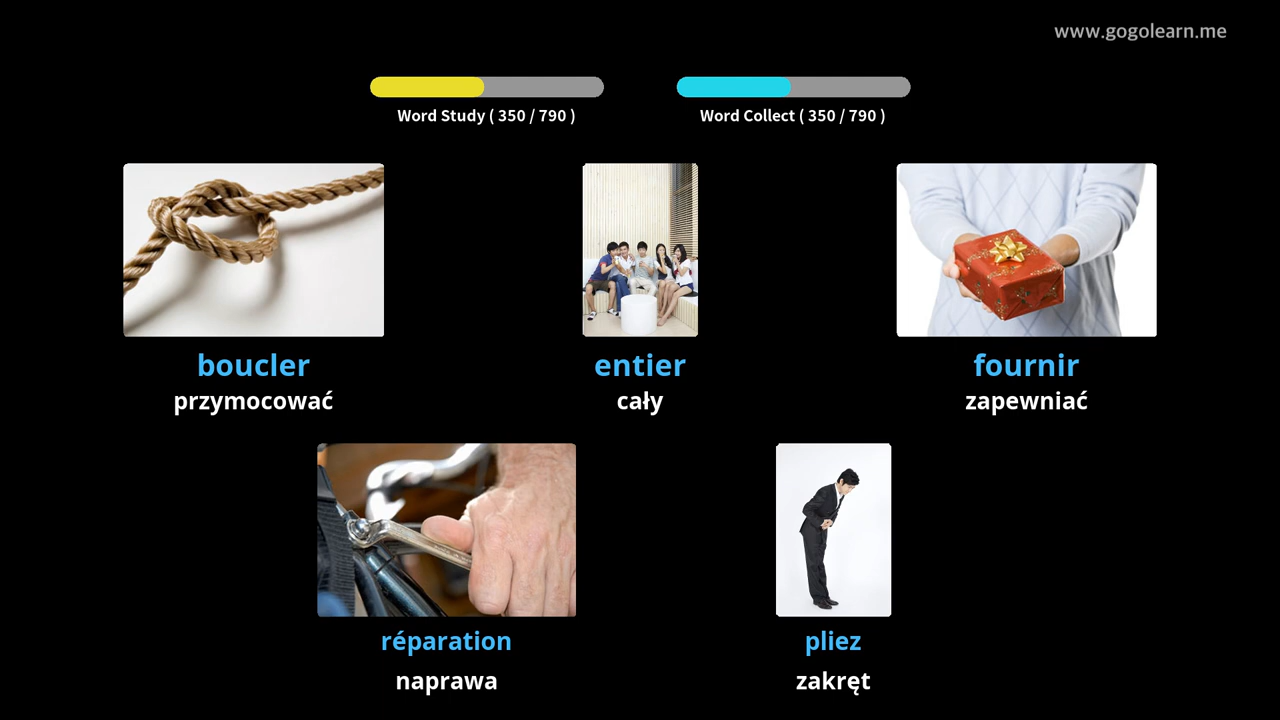 www.gogolearn.me
Word Study ( 350 / 790 )
Word Collect ( 350 / 790 )
boucler
przymocować
entier
cały
fournir
zapewniać
réparation
naprawa
pliez
zakręt